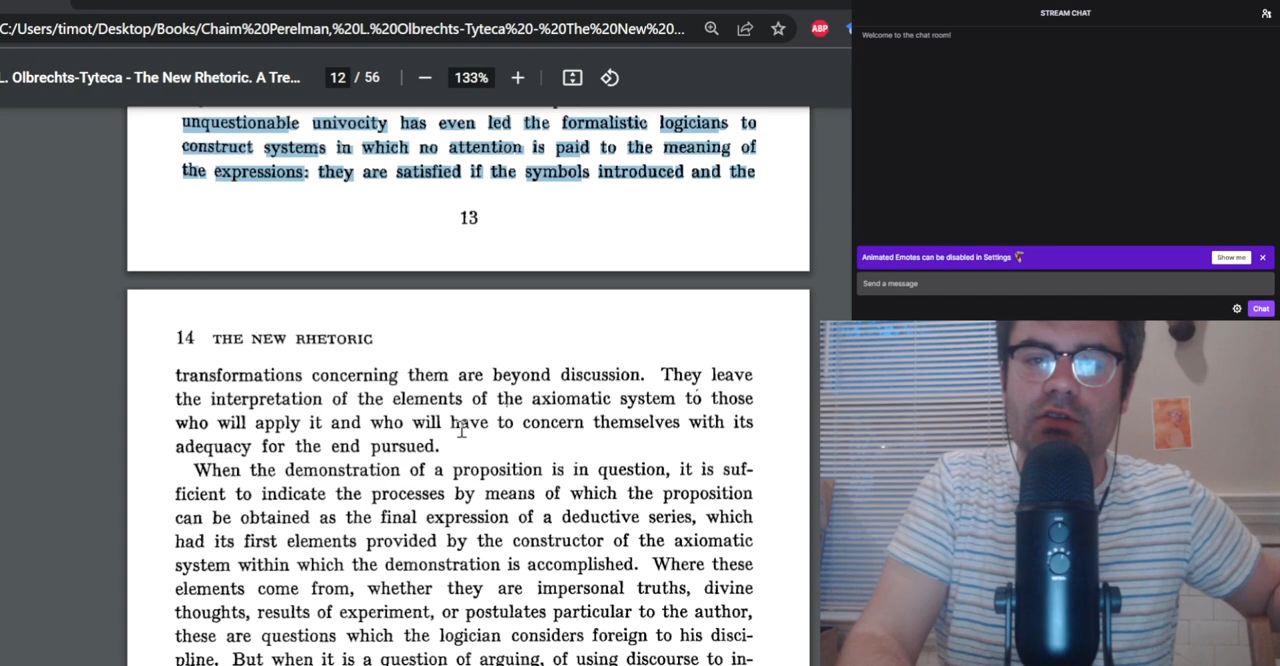 C:/Users/timot/Desktop/Books/Chaim%20Perelman,%20L.%20Olbrechts-Tyteca%20-%20The%20New%20...
ABP
L. Olbrechts-Tyteca - The New Rhetoric. A Tre...
12 / 56
133%
unquestionable univocity has even led the formalistic logicians to
construct systems in which no attention is paid to the meaning of
the expressions: they are satisfied if the symbols introduced and the
13
14 THE NEW RHETORIC
transformations concerning them are beyond discussion. They leave
the interpretation of the elements of the axiomatic system to those
who will apply it and who will have to concern themselves with its
adequacy for the end pursued.
When the demonstration of a proposition is in question, it is suf-
ficient to indicate the processes by means of which the proposition
can be obtained as the final expression of a deductive series, which
had its first elements provided by the constructor of the axiomatic
system within which the demonstration is accomplished. Where these
elements come from, whether they are impersonal truths, divine
thoughts, results of experiment, or postulates particular to the author,
these are questions which the logician considers foreign to his disci-
pline. But when it is a question of arguing, of using discourse to in-
STREAM CHAT
Welcome to the chat room!
Animated Emotes can be disabled in Settings
Show me
Send a message
Chat